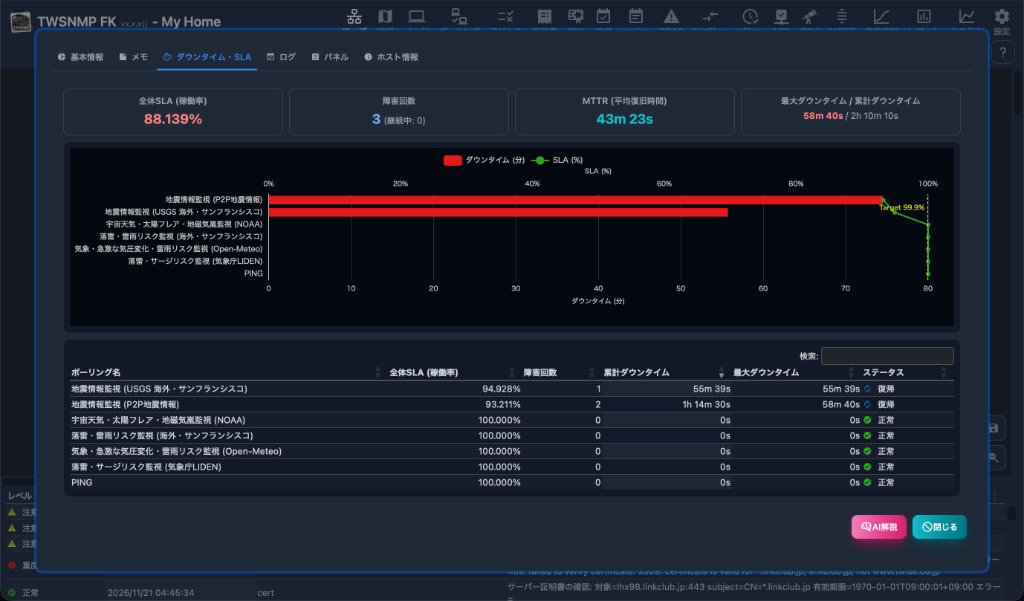 TWSNMP FK vx.x.x() - My Home
設定
?
基本情報 メモ ダウンタイム・SLA ログ パネル ホスト情報
全体SLA (稼働率) 障害回数 MTTR (平均復旧時間) 最大ダウンタイム / 累計ダウンタイム
88.139% 3 (継続中: 0) 43m 23s 58m 40s / 2h 10m 10s
ダウンタイム (分) SLA (%)
SLA (%)
0% 20% 40% 60% 80% 100%
地震情報監視 (P2P地震情報)
Target 99.9%
地震情報監視 (USGS 海外・サンフランシスコ)
宇宙天気・太陽フレア・地磁気嵐監視 (NOAA)
落雷・雷雨リスク監視 (海外・サンフランシスコ)
気象・急激な気圧変化・雷雨リスク監視 (Open-Meteo)
落雷・サージリスク監視 (気象庁LIDEN)
PING
0 10 20 30 40 50 60 70 80
ダウンタイム (分)
検索:
ポーリング名 全体SLA (稼働率) 障害回数 累計ダウンタイム 最大ダウンタイム ステータス
地震情報監視 (USGS 海外・サンフランシスコ) 94.928% 1 55m 39s 55m 39s 復帰
地震情報監視 (P2P地震情報) 93.211% 2 1h 14m 30s 58m 40s 復帰
宇宙天気・太陽フレア・地磁気嵐監視 (NOAA) 100.000% 0 0s 0s 正常
落雷・雷雨リスク監視 (海外・サンフランシスコ) 100.000% 0 0s 0s 正常
気象・急激な気圧変化・雷雨リスク監視 (Open-Meteo) 100.000% 0 0s 0s 正常
落雷・サージリスク監視 (気象庁LIDEN) 100.000% 0 0s 0s 正常
PING 100.000% 0 0s 0s 正常
レベル
注意
注意
注意
AI解説 閉じる
重度
=tls: failed to verify certificate: x509: certificate is valid for *.linkclub.jp, linkclub.jp, not www.twise.co.jp
サーバー証明書の確認: 対象=lhx98.linkclub.jp:443 subject=CN=*.linkclub.jp 有効期限=1970-01-01T09:00:01+09:00 エラー
正常 2026/11/21 04:45:34 cert